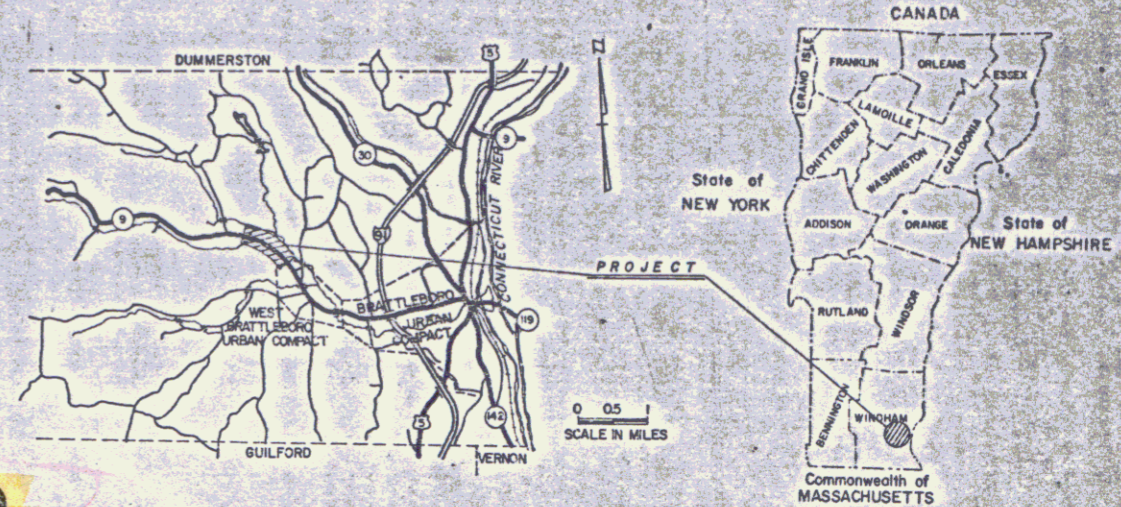 DUMMERSTON
5
N
30
9
CONNECTICUT RIVER
9
91
PROJECT
BRATTLEBORO
URBAN
COMPACT
WEST
BRATTLEBORO
URBAN COMPACT
119
0 0.5 1
SCALE IN MILES
5
142
GUILFORD
VERNON
CANADA
GRAND ISLE
FRANKLIN
ORLEANS
ESSEX
LAMOILLE
CHITTENDEN
WASHINGTON
CALEDONIA
State of
NEW YORK
ADDISON
ORANGE
State of
NEW HAMPSHIRE
RUTLAND
WINDSOR
BENNINGTON
WINDHAM
Commonwealth of
MASSACHUSETTS